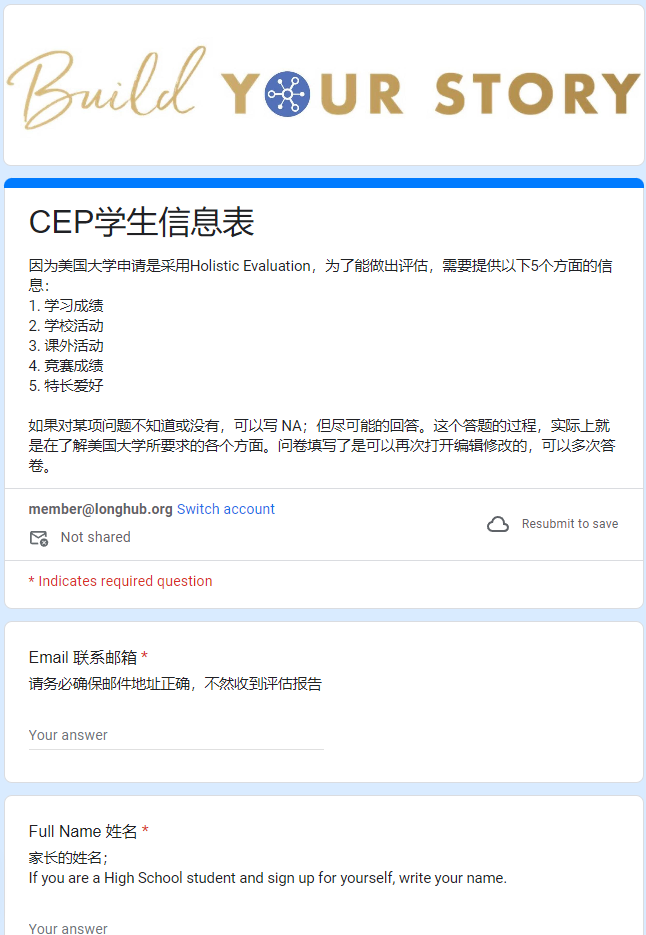 Build YOUR STORY
CEP学生信息表
因为美国大学申请是采用Holistic Evaluation，为了能做出评估，需要提供以下5个方面的信
息：
1. 学习成绩
2. 学校活动
3. 课外活动
4. 竞赛成绩
5. 特长爱好
如果对某项问题不知道或没有，可以写 NA；但尽可能的回答。这个答题的过程，实际上就
是在了解美国大学所要求的各个方面。问卷填写了是可以再次打开编辑修改的，可以多次答
卷。
member@longhub.org Switch account
Not shared
Resubmit to save
* Indicates required question
Email 联系邮箱 *
请务必确保邮件地址正确，不然收到评估报告
Your answer
Full Name 姓名 *
家长的姓名；
If you are a High School student and sign up for yourself, write your name.
Your answer